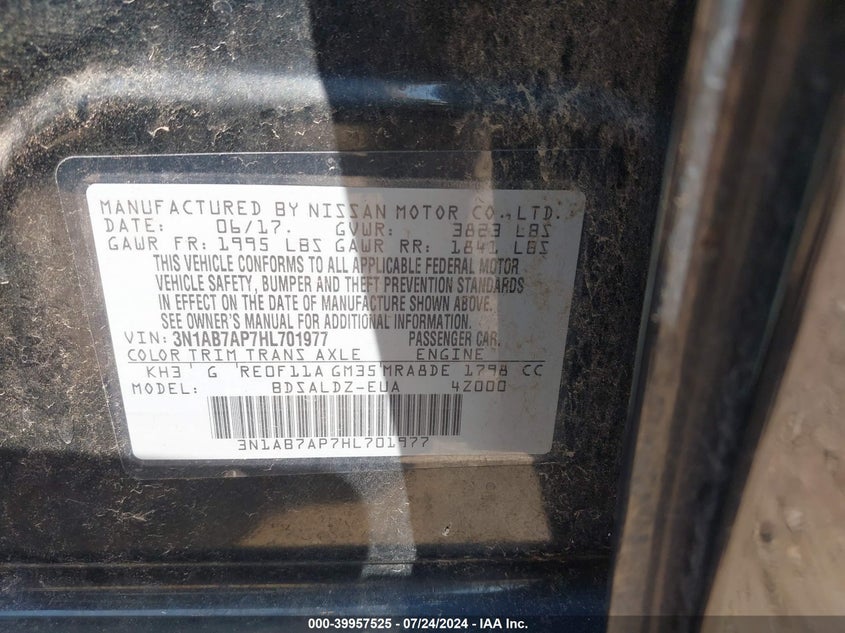 MANUFACTURED BY NISSAN MOTOR CO., LTD.
DATE: 06/17. GVWR: 3823 LBS
GAWR FR: 1995 LBS GAWR RR: 1841 LBS
THIS VEHICLE CONFORMS TO ALL APPLICABLE FEDERAL MOTOR
VEHICLE SAFETY, BUMPER AND THEFT PREVENTION STANDARDS
IN EFFECT ON THE DATE OF MANUFACTURE SHOWN ABOVE.
SEE OWNER'S MANUAL FOR ADDITIONAL INFORMATION.
VIN: 3N1AB7AP7HL701977 PASSENGER CAR.
COLOR TRIM TRANS AXLE ENGINE
KH3 G RE0F11A GM35 MRA8DE 1798 CC
MODEL: BDSALDZ-EUA 4Z000
3N1AB7AP7HL701977
000-39957525 - 07/24/2024 - © IAA Inc.